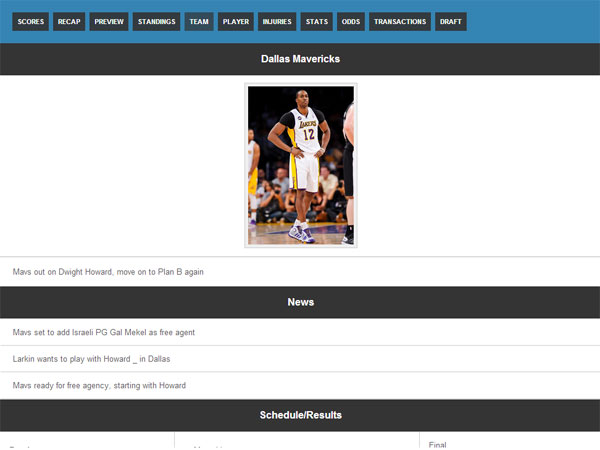 SCORES RECAP PREVIEW STANDINGS TEAM PLAYER INJURIES STATS ODDS TRANSACTIONS DRAFT
Dallas Mavericks
LAKERS
12
Mavs out on Dwight Howard, move on to Plan B again
News
Mavs set to add Israeli PG Gal Mekel as free agent
Larkin wants to play with Howard _ in Dallas
Mavs ready for free agency, starting with Howard
Schedule/Results
Final